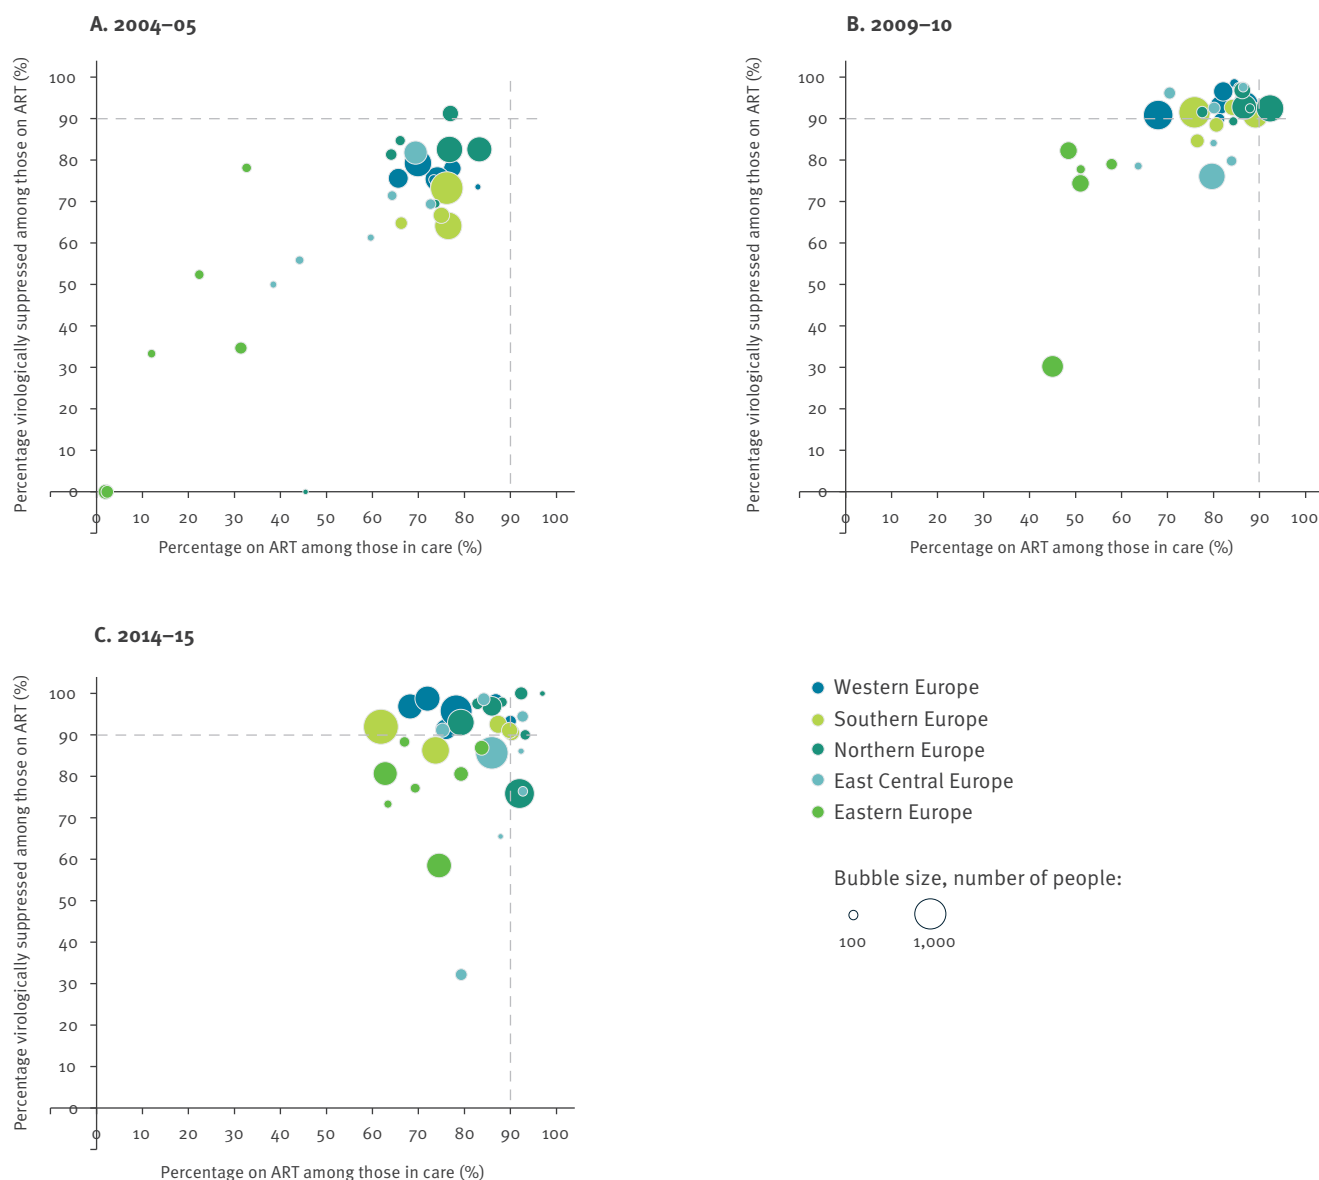 A. 2004–05
Percentage virologically suppressed among those on ART (%)
100
90
80
70
60
50
40
30
20
10
0
0 10 20 30 40 50 60 70 80 90 100
Percentage on ART among those in care (%)
B. 2009–10
Percentage virologically suppressed among those on ART (%)
100
90
80
70
60
50
40
30
20
10
0
0 10 20 30 40 50 60 70 80 90 100
Percentage on ART among those in care (%)
C. 2014–15
Percentage virologically suppressed among those on ART (%)
100
90
80
70
60
50
40
30
20
10
0
0 10 20 30 40 50 60 70 80 90 100
Percentage on ART among those in care (%)
Western Europe
Southern Europe
Northern Europe
East Central Europe
Eastern Europe
Bubble size, number of people:
100 1,000